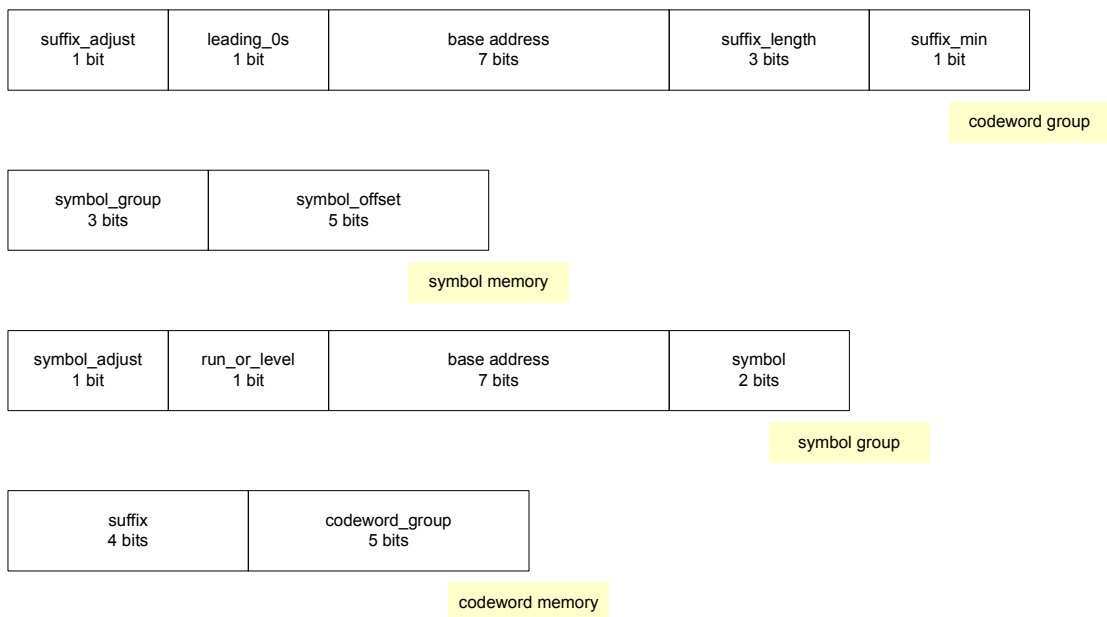 suffix_adjust
1 bit
leading_0s
1 bit
base address
7 bits
suffix_length
3 bits
suffix_min
1 bit
codeword group
symbol_group
3 bits
symbol_offset
5 bits
symbol memory
symbol_adjust
1 bit
run_or_level
1 bit
base address
7 bits
symbol
2 bits
symbol group
suffix
4 bits
codeword_group
5 bits
codeword memory